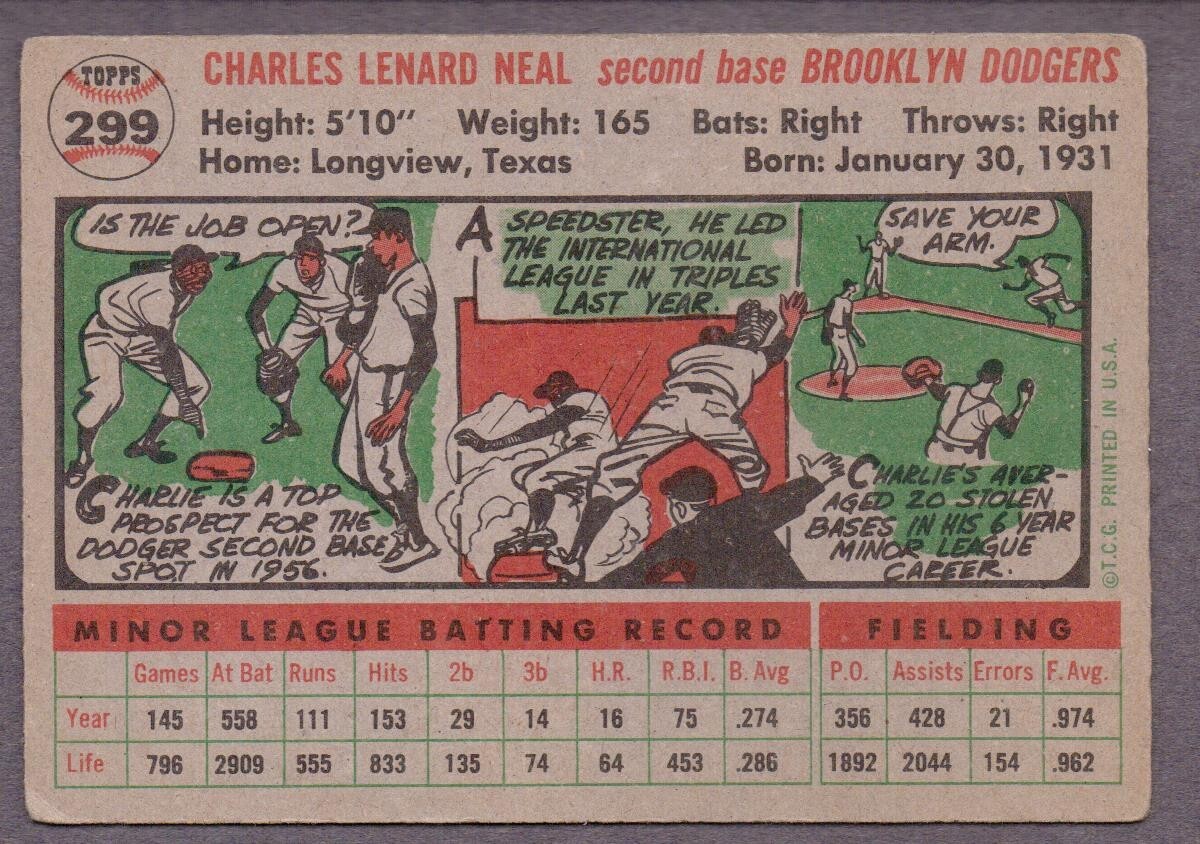 TOPPS
299
CHARLES LENARD NEAL second base BROOKLYN DODGERS
Height: 5'10" Weight: 165 Bats: Right Throws: Right
Home: Longview, Texas Born: January 30, 1931
IS THE JOB OPEN?
CHARLIE IS A TOP
PROSPECT FOR THE
DODGER SECOND BASE
SPOT IN 1956.
A SPEEDSTER, HE LED
THE INTERNATIONAL
LEAGUE IN TRIPLES
LAST YEAR.
SAVE YOUR
ARM.
CHARLIE'S AVER-
AGED 20 STOLEN
BASES IN HIS 6 YEAR
MINOR LEAGUE
CAREER.
©T.C.G. PRINTED IN U.S.A.
MINOR LEAGUE BATTING RECORD FIELDING
Games At Bat Runs Hits 2b 3b H.R. R.B.I. B. Avg P.O. Assists Errors F. Avg.
Year 145 558 111 153 29 14 16 75 .274 356 428 21 .974
Life 796 2909 555 833 135 74 64 453 .286 1892 2044 154 .962